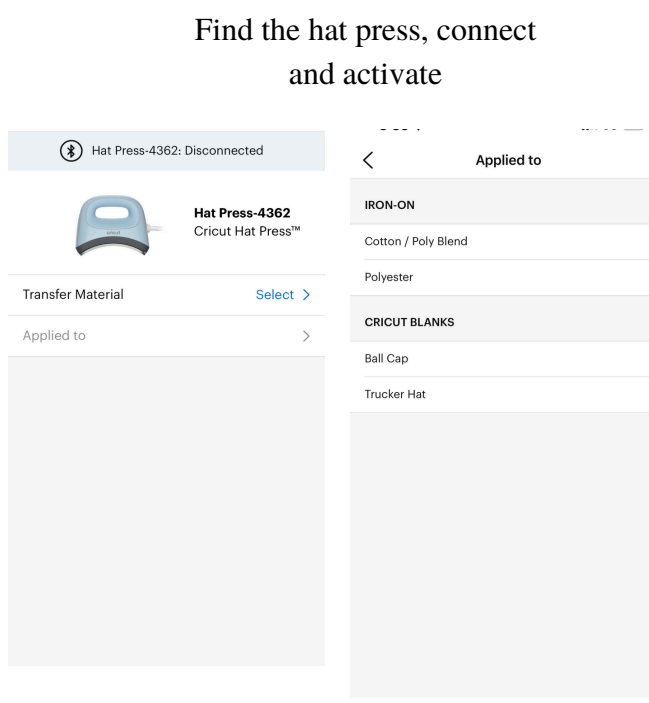 Find the hat press, connect
and activate
Hat Press-4362: Disconnected
Hat Press-4362
Cricut Hat Press™
Transfer Material
Select
Applied to
Applied to
IRON-ON
Cotton / Poly Blend
Polyester
CRICUT BLANKS
Ball Cap
Trucker Hat